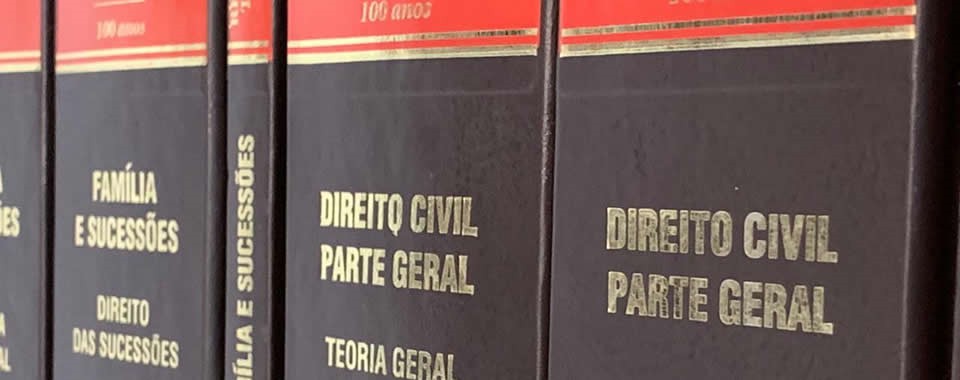 100 anos
FAMÍLIA
E SUCESSÕES
DIREITO
DAS SUCESSÕES
E SUCESSÕES
100 anos
DIREITO CIVIL
PARTE GERAL
TEORIA GERAL
DIREITO CIVIL
PARTE GERAL